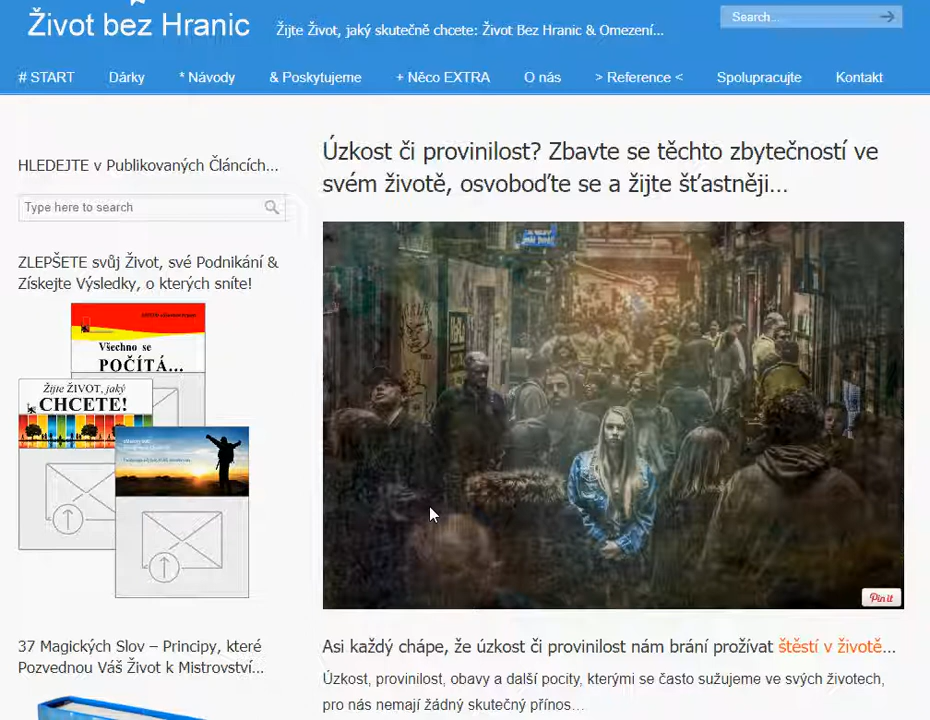 Život bez Hranic
Žijte Život, jaký skutečně chcete: Život Bez Hranic & Omezení...
Search...
# START Dárky * Návody & Poskytujeme + Něco EXTRA O nás > Reference < Spolupracujte Kontakt
HLEDEJTE v Publikovaných Článcích...
Type here to search
ZLEPŠETE svůj Život, své Podnikání &
Získejte Výsledky, o kterých sníte!
Všechno se
POČÍTÁ...
Žijte ŽIVOT, jaký
CHCETE!
37 Magických Slov – Principy, které
Pozvednou Váš Život k Mistrovství...
Úzkost či provinilost? Zbavte se těchto zbytečností ve
svém životě, osvoboďte se a žijte šťastněji...
Pin it
Asi každý chápe, že úzkost či provinilost nám brání prožívat štěstí v životě...
Úzkost, provinilost, obavy a další pocity, kterými se často sužujeme ve svých životech,
pro nás nemají žádný skutečný přínos...